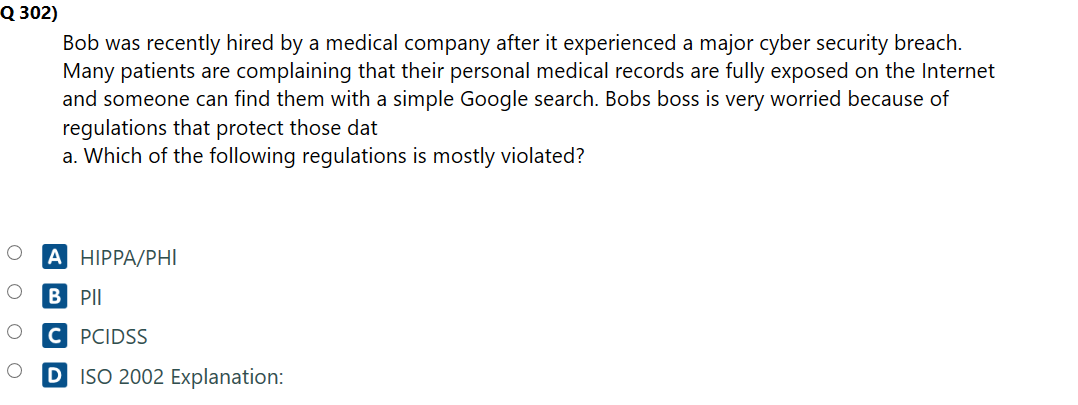 Q 302)
Bob was recently hired by a medical company after it experienced a major cyber security breach.
Many patients are complaining that their personal medical records are fully exposed on the Internet
and someone can find them with a simple Google search. Bobs boss is very worried because of
regulations that protect those dat
a. Which of the following regulations is mostly violated?
A HIPPA/PHl
B Pll
C PCIDSS
D ISO 2002 Explanation: